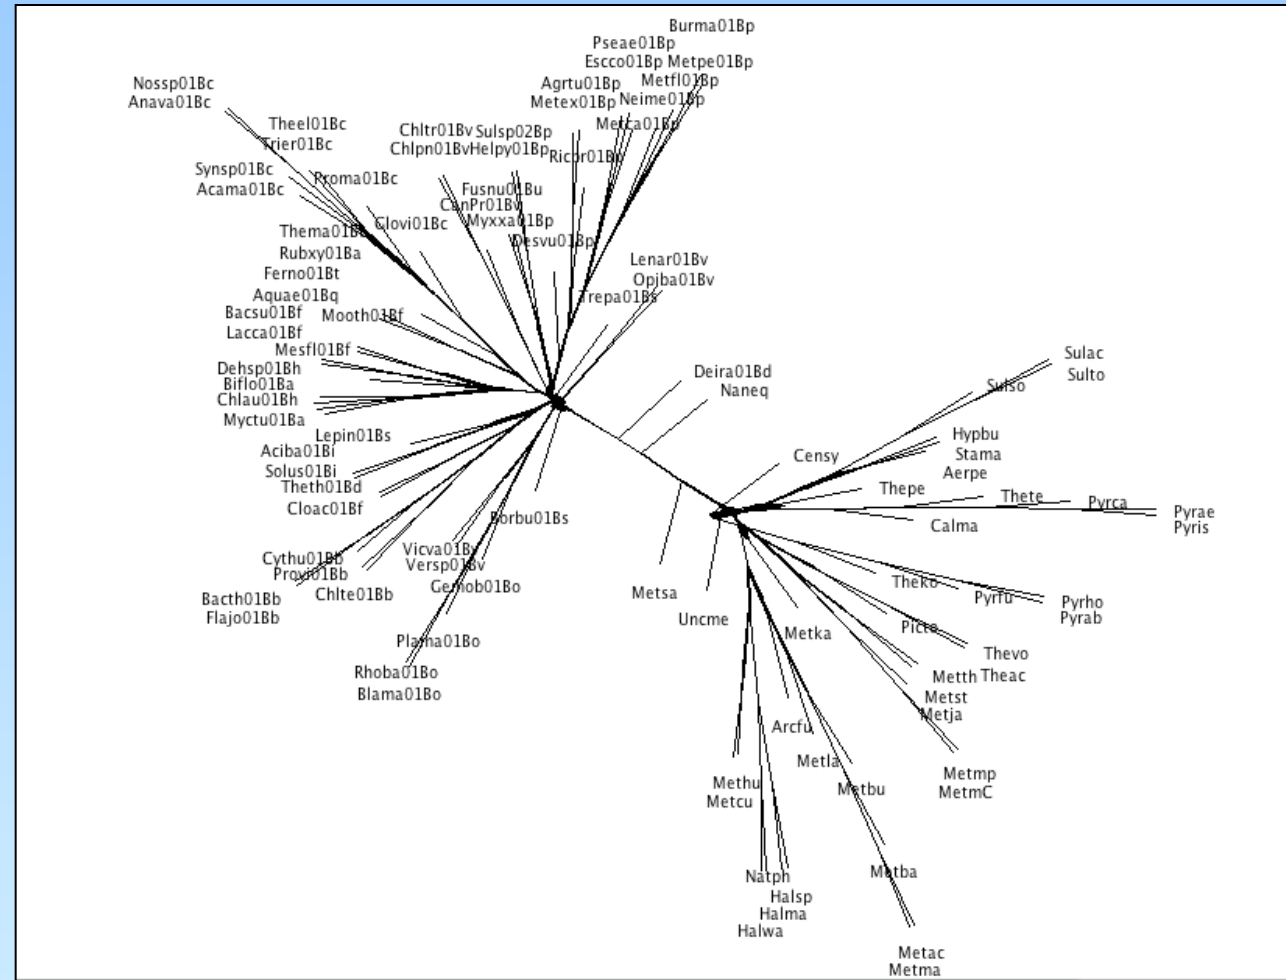 Burma01Bp
Pseae01Bp
Escco01Bp Metpe01Bp
Nossp01Bc
Agrtu01Bp
Metfl01Bp
Anava01Bc
Metex01Bp
Neime01Bp
Theel01Bc
Chltr01Bv
Sulsp02Bp
Metca01Bp
Trier01Bc
Chlpn01Bv
Helpy01Bp
Ricpr01Bp
Synsp01Bc
Proma01Bc
Acama01Bc
Fusnu01Bu
CanPr01Bv
Glovi01Bc
Myxxa01Bp
Thema01Bt
Desvu01Bp
Rubxy01Ba
Lenar01Bv
Ferno01Bt
Opiba01Bv
Aquae01Bq
Trepa01Bs
Bacsu01Bf
Mooth01Bf
Lacca01Bf
Mesfl01Bf
Dehsp01Bh
Biflo01Ba
Chlau01Bh
Myctu01Ba
Deira01Bd
Naneq
Sulac
Sulto
Sulso
Lepin01Bs
Aciba01Bi
Solus01Bi
Theth01Bd
Cloac01Bf
Hypbu
Stama
Aerpe
Censy
Thepe
Thete
Pyrca
Pyrae
Pyris
Calma
Borbu01Bs
Vicva01Bv
Versp01Bv
Gemob01Bo
Cythu01Bb
Provi01Bb
Chlte01Bb
Bacth01Bb
Flajo01Bb
Metsa
Uncme
Theko
Pyrfu
Pyrho
Pyrab
Metka
Picto
Plama01Bo
Rhoba01Bo
Blama01Bo
Thevo
Metth
Theac
Metst
Metja
Arcfu
Metla
Metmp
MetmC
Methu
Metcu
Metbu
Natph
Metba
Halsp
Halma
Halwa
Metac
Metma